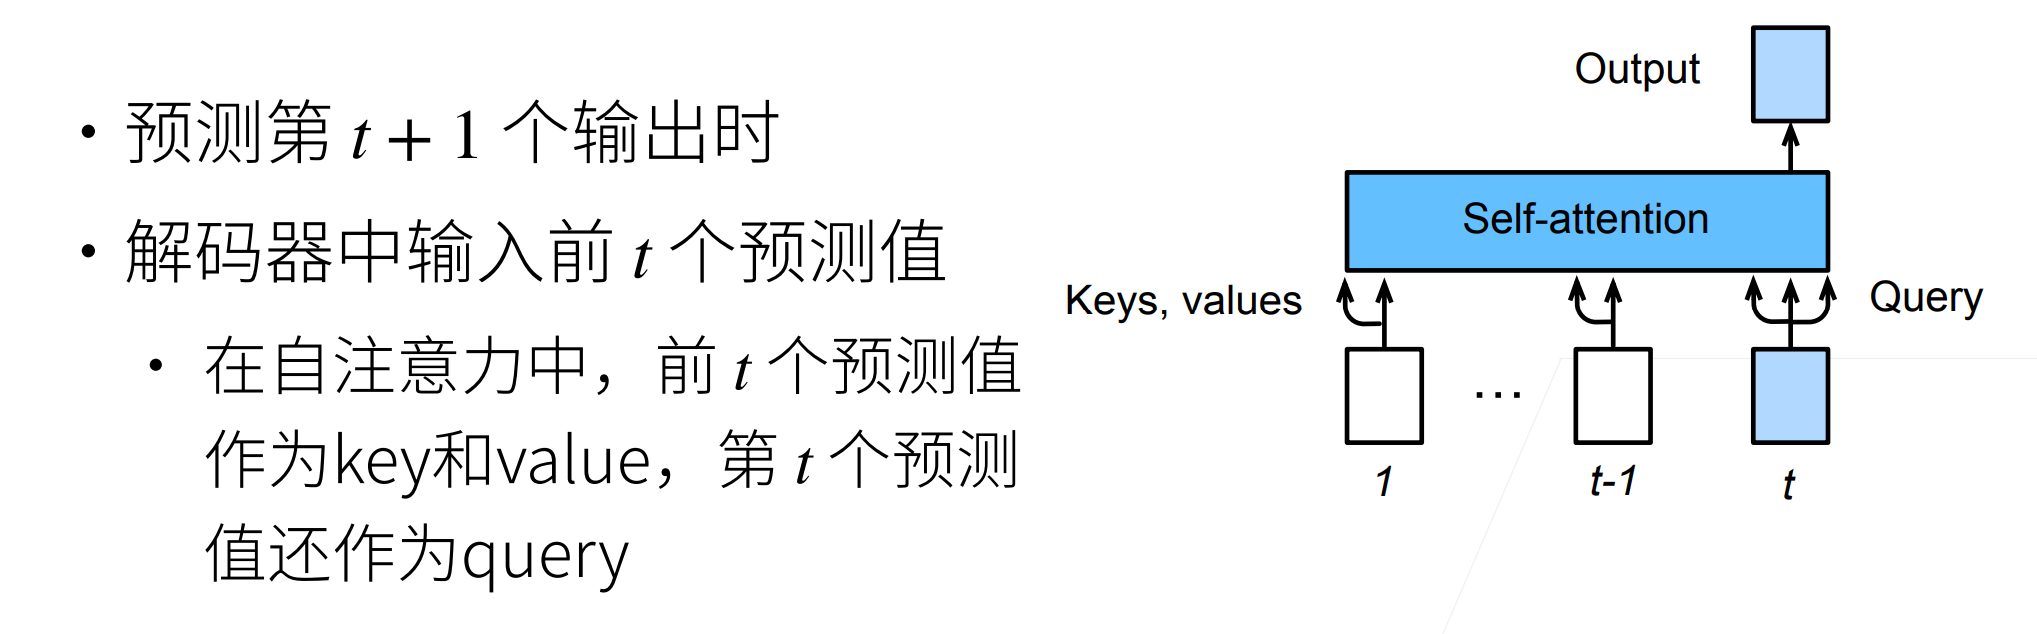 • 预测第 t + 1 个输出时
• 解码器中输入前 t 个预测值
• 在自注意力中，前 t 个预测值
作为key和value，第 t 个预测
值还作为query
Output
Self-attention
Keys, values
Query
...
1
t-1
t